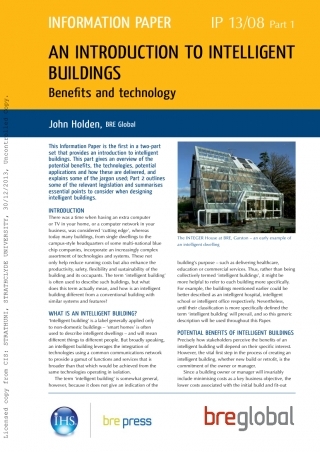 INFORMATION PAPER
IP 13/08 Part 1
AN INTRODUCTION TO INTELLIGENT
BUILDINGS
Benefits and technology
John Holden, BRE Global
This Information Paper is the first in a two-part
set that provides an introduction to intelligent
buildings. This part gives an overview of the
potential benefits, the technologies, potential
applications and how these are delivered, and
explains some of the jargon used; Part 2 outlines
some of the relevant legislation and summarises
essential points to consider when designing
intelligent buildings.
INTRODUCTION
There was a time when having an extra computer
or TV in your home, or a computer network in your
business, was considered 'cutting edge', whereas
today many buildings, from single dwellings to the
campus-style headquarters of some multi-national blue
chip companies, incorporate an increasingly complex
assortment of technologies and systems. These not
only help reduce running costs but also enhance the
productivity, safety, flexibility and sustainability of the
building and its occupants. The term 'intelligent building'
is often used to describe such buildings, but what
does this term actually mean, and how is an intelligent
building different from a conventional building with
similar systems and features?
WHAT IS AN INTELLIGENT BUILDING?
'Intelligent building' is a label generally applied only
to non-domestic buildings – 'smart homes' is often
used to describe intelligent dwellings – and will mean
different things to different people. But broadly speaking,
an intelligent building leverages the integration of
technologies using a common communications network
to provide a gamut of functions and services that is
broader than that which would be achieved from the
same technologies operating in isolation.
The term 'intelligent building' is somewhat general,
however, because it does not give an indication of the
The INTEGER House at BRE, Garston – an early example of
an intelligent dwelling
building's purpose – such as delivering healthcare,
education or commercial services. Thus, rather than being
collectively termed 'intelligent building', it might be
more helpful to refer to each building more specifically.
For example, the buildings mentioned earlier could be
better described as an intelligent hospital, intelligent
school or intelligent office respectively. Nevertheless,
until their classification is more specifically defined the
term 'intelligent building' will prevail, and so this generic
description will be used throughout this Paper.
POTENTIAL BENEFITS OF INTELLIGENT BUILDINGS
Precisely how stakeholders perceive the benefits of an
intelligent building will depend on their specific interest.
However, the vital first step in the process of creating an
intelligent building, whether new build or retrofit, is the
commitment of the owner or manager.
Since a building owner or manager will invariably
include minimising costs as a key business objective, the
lower costs associated with the initial build and fit-out
IHS
bre press
breglobal
Licensed copy from CIS: STRATHUNI, STRATHCLYDE UNIVERSITY, 30/12/2013, Uncontrolled Copy.